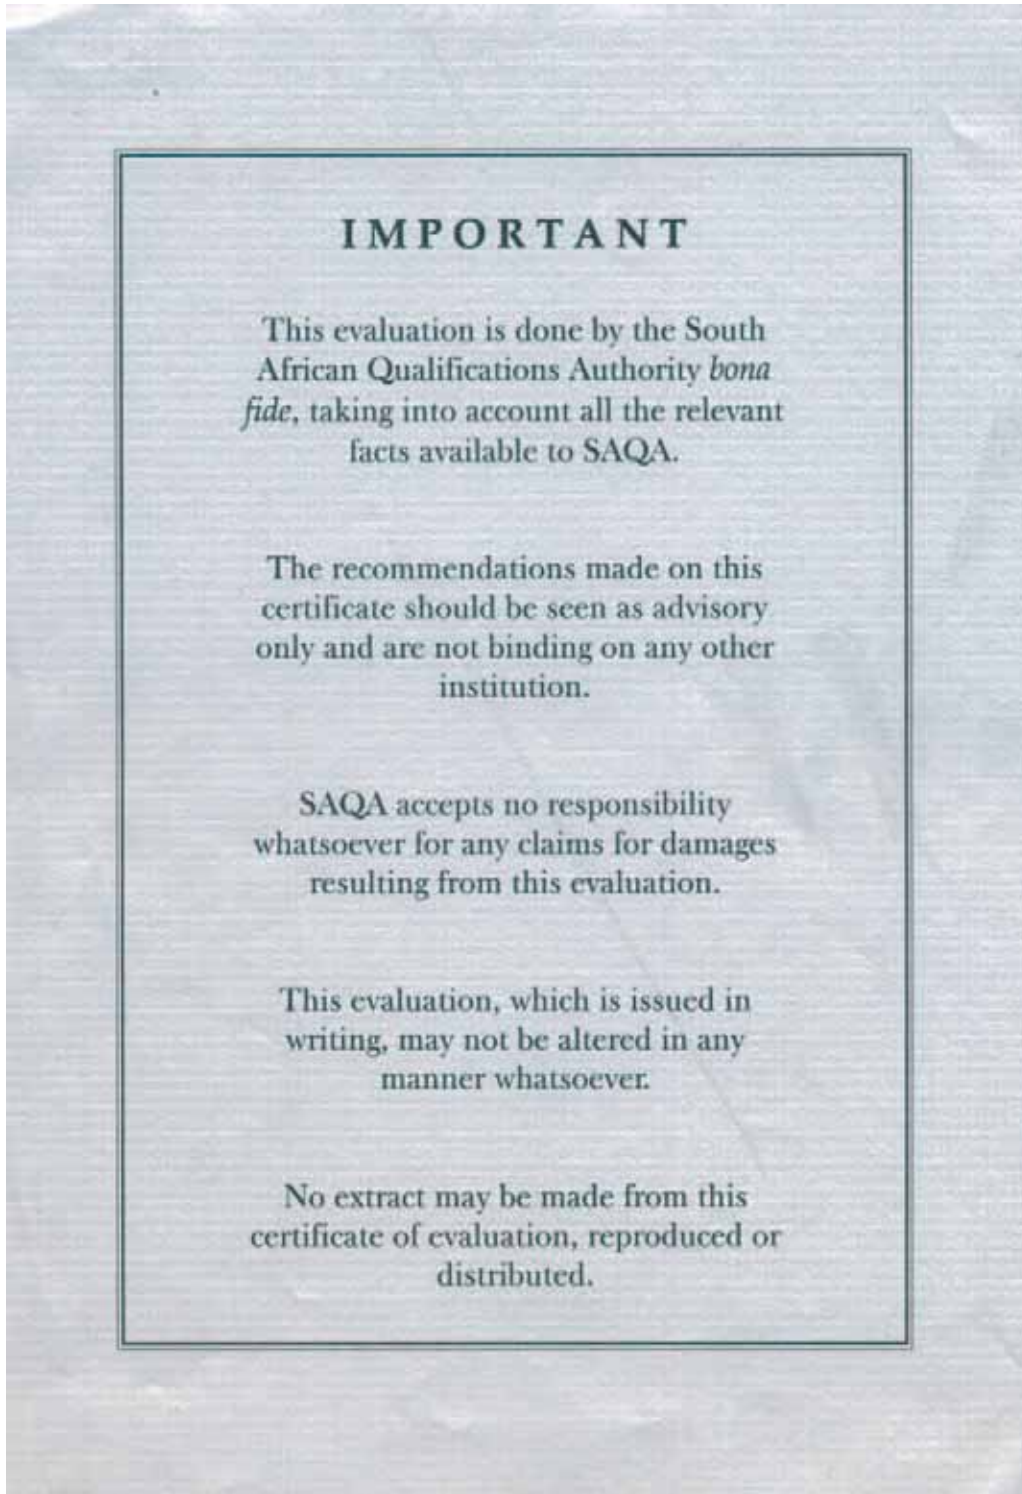 IMPORTANT
This evaluation is done by the South
African Qualifications Authority bona
fide, taking into account all the relevant
facts available to SAQA.
The recommendations made on this
certificate should be seen as advisory
only and are not binding on any other
institution.
SAQA accepts no responsibility
whatsoever for any claims for damages
resulting from this evaluation.
This evaluation, which is issued in
writing, may not be altered in any
manner whatsoever.
No extract may be made from this
certificate of evaluation, reproduced or
distributed.